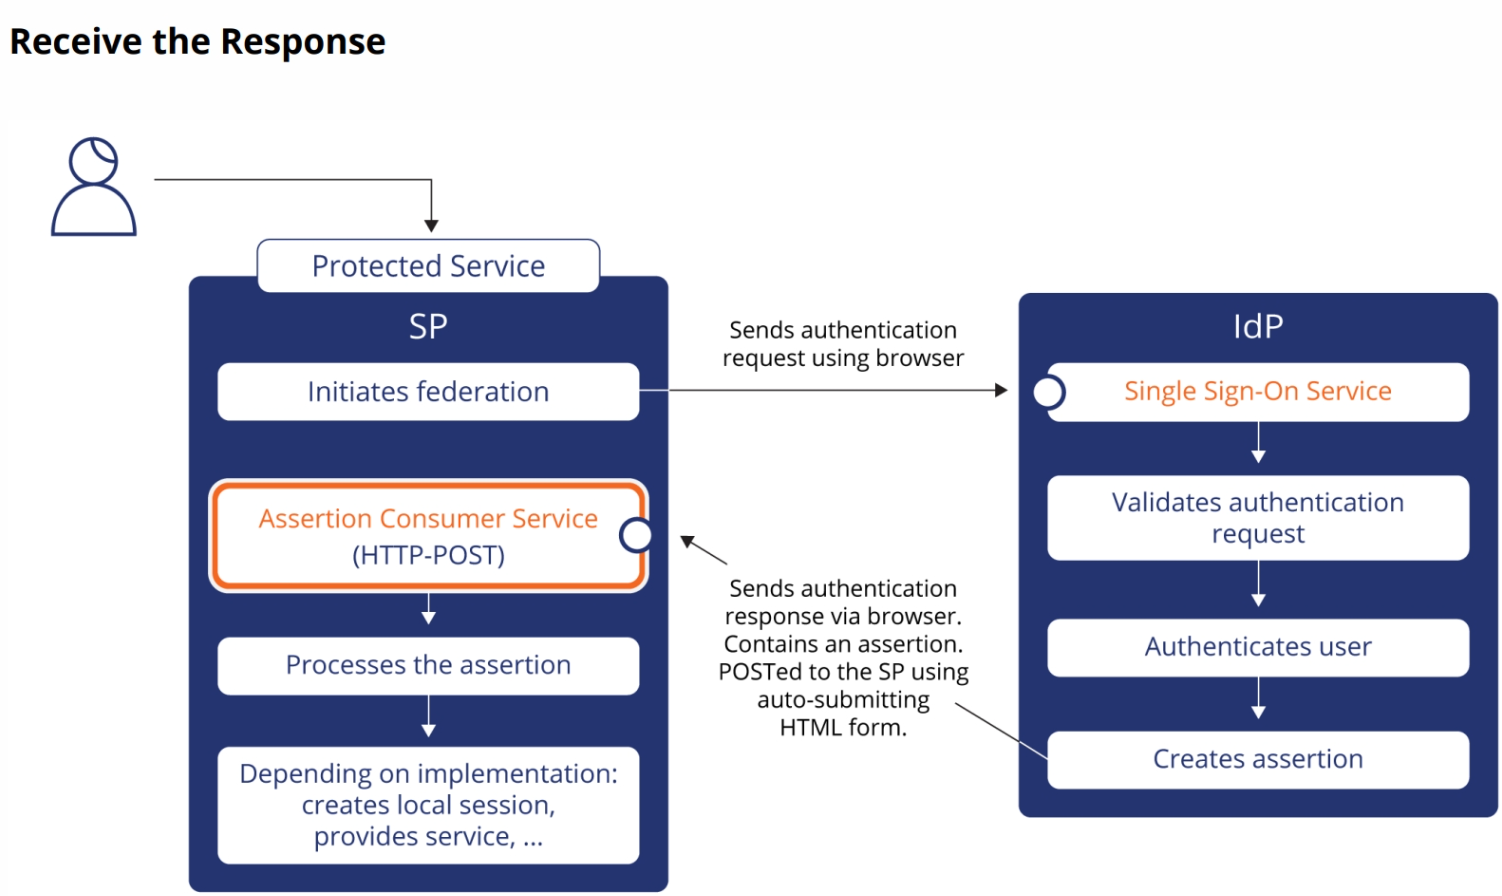 Receive the Response
Protected Service
SP
Initiates federation
Assertion Consumer Service
(HTTP-POST)
Processes the assertion
Depending on implementation:
creates local session,
provides service, ...
Sends authentication
request using browser
Sends authentication
response via browser.
Contains an assertion.
POSTed to the SP using
auto-submitting
HTML form.
IdP
Single Sign-On Service
Validates authentication
request
Authenticates user
Creates assertion